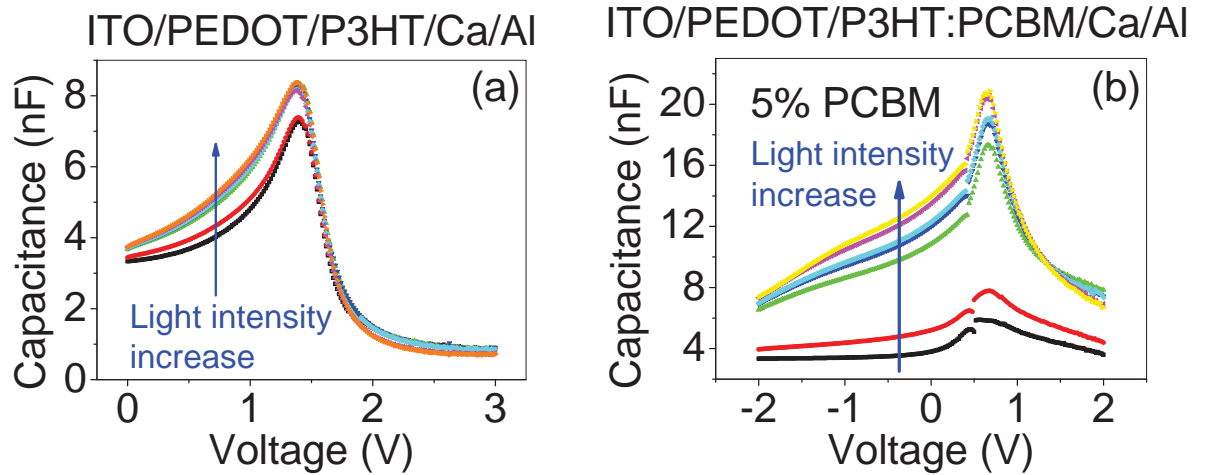 ITO/PEDOT/P3HT/Ca/Al
(a)
Capacitance (nF)
8
6
4
2
0
Light intensity
increase
0 1 2 3
Voltage (V)
ITO/PEDOT/P3HT:PCBM/Ca/Al
(b)
5% PCBM
Light intensity
increase
Capacitance (nF)
20
16
12
8
4
-2 -1 0 1 2
Voltage (V)